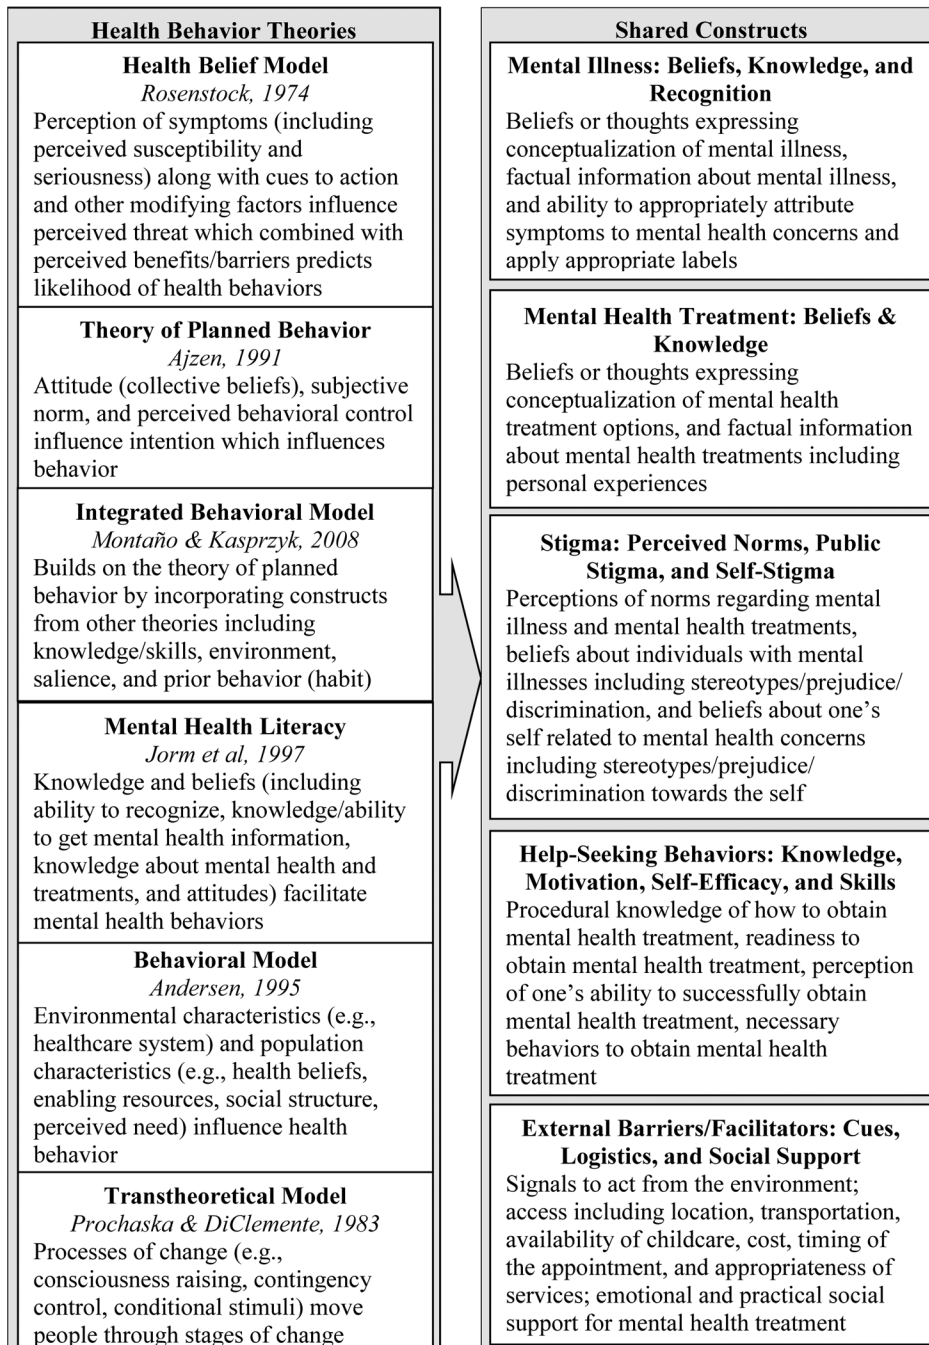 Health Behavior Theories
Health Belief Model
Rosenstock, 1974
Perception of symptoms (including
perceived susceptibility and
seriousness) along with cues to action
and other modifying factors influence
perceived threat which combined with
perceived benefits/barriers predicts
likelihood of health behaviors
Theory of Planned Behavior
Ajzen, 1991
Attitude (collective beliefs), subjective
norm, and perceived behavioral control
influence intention which influences
behavior
Integrated Behavioral Model
Montaño & Kasprzyk, 2008
Builds on the theory of planned
behavior by incorporating constructs
from other theories including
knowledge/skills, environment,
salience, and prior behavior (habit)
Mental Health Literacy
Jorm et al, 1997
Knowledge and beliefs (including
ability to recognize, knowledge/ability
to get mental health information,
knowledge about mental health and
treatments, and attitudes) facilitate
mental health behaviors
Behavioral Model
Andersen, 1995
Environmental characteristics (e.g.,
healthcare system) and population
characteristics (e.g., health beliefs,
enabling resources, social structure,
perceived need) influence health
behavior
Transtheoretical Model
Prochaska & DiClemente, 1983
Processes of change (e.g.,
consciousness raising, contingency
control, conditional stimuli) move
people through stages of change
Shared Constructs
Mental Illness: Beliefs, Knowledge, and
Recognition
Beliefs or thoughts expressing
conceptualization of mental illness,
factual information about mental illness,
and ability to appropriately attribute
symptoms to mental health concerns and
apply appropriate labels
Mental Health Treatment: Beliefs &
Knowledge
Beliefs or thoughts expressing
conceptualization of mental health
treatment options, and factual information
about mental health treatments including
personal experiences
Stigma: Perceived Norms, Public
Stigma, and Self-Stigma
Perceptions of norms regarding mental
illness and mental health treatments,
beliefs about individuals with mental
illnesses including stereotypes/prejudice/
discrimination, and beliefs about one’s
self related to mental health concerns
including stereotypes/prejudice/
discrimination towards the self
Help-Seeking Behaviors: Knowledge,
Motivation, Self-Efficacy, and Skills
Procedural knowledge of how to obtain
mental health treatment, readiness to
obtain mental health treatment, perception
of one’s ability to successfully obtain
mental health treatment, necessary
behaviors to obtain mental health
treatment
External Barriers/Facilitators: Cues,
Logistics, and Social Support
Signals to act from the environment;
access including location, transportation,
availability of childcare, cost, timing of
the appointment, and appropriateness of
services; emotional and practical social
support for mental health treatment